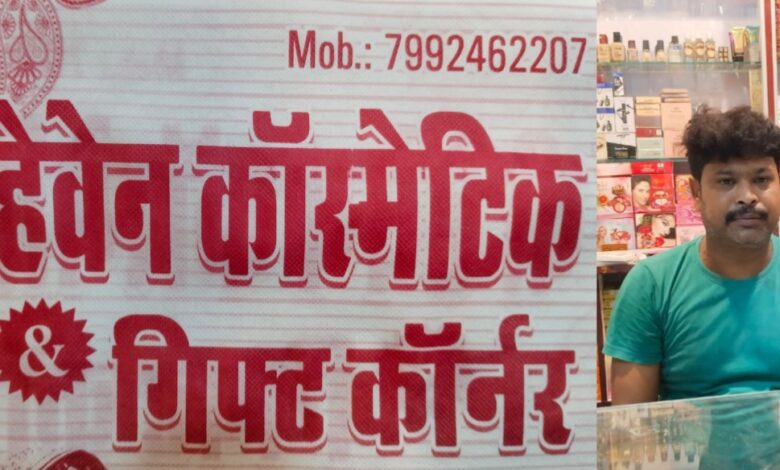 Mob.: 7992462207
हैवेन कॉस्मेटिक
& गिफ्ट कॉर्नर